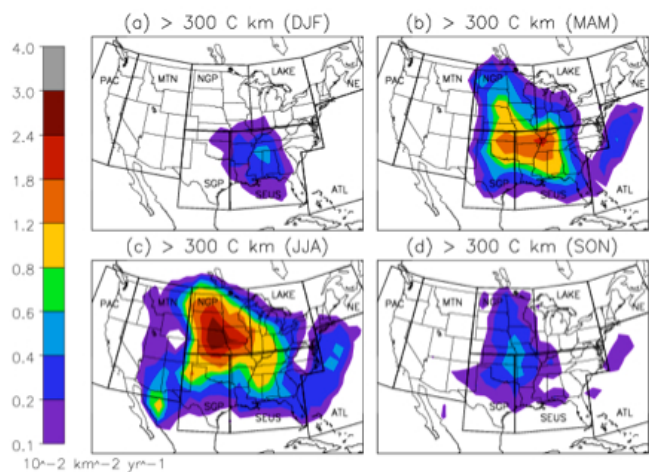 (a) > 300 C km (DJF)
(b) > 300 C km (MAM)
4.0
3.0
2.4
1.8
1.2
0.8
0.6
0.4
0.2
0.1
10^-2 km^-2 yr^-1
PAC MTN NGP LAKE NE
SGP SEUS ATL
PAC MTN NGP LAKE NE
SGP SEUS ATL
(c) > 300 C km (JJA)
(d) > 300 C km (SON)
PAC MTN NGP LAKE NE
SGP SEUS ATL
PAC MTN NGP LAKE NE
SGP SEUS ATL